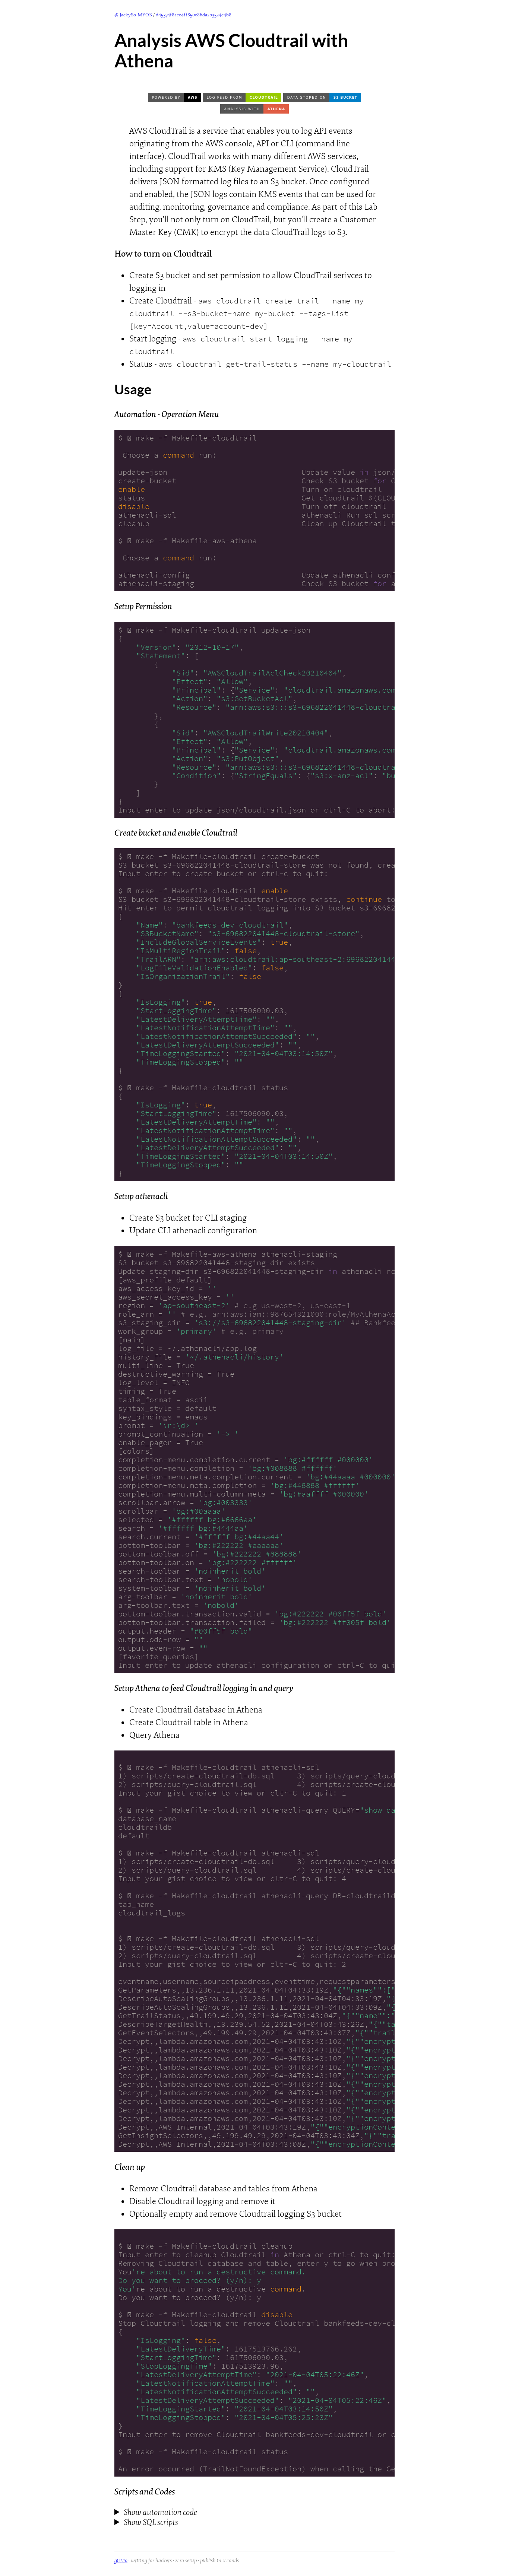 Analysis AWS Cloudtrail with
Athena
POWERED BY AWS LOG FEED FROM CLOUDTRAIL DATA STORED ON S3 BUCKET
ANALYSIS WITH ATHENA
AWS CloudTrail is a service that enables you to log API events
originating from the AWS console, API or CLI (command line
interface). CloudTrail works with many different AWS services,
including support for KMS (Key Management Service). CloudTrail
delivers JSON formatted log files to an S3 bucket. Once configured
and enabled, the JSON logs contain KMS events that can be used for
auditing, monitoring, governance and compliance. As part of this Lab
Step, you'll not only turn on CloudTrail, but you'll create a Customer
Master Key (CMK) to encrypt the data CloudTrail logs to S3.
How to turn on Cloudtrail
Create S3 bucket and set permission to allow CloudTrail serivces to
logging in
Create Cloudtrail - aws cloudtrail create-trail --name my-
cloudtrail --s3-bucket-name my-bucket --tags-list
[key=Account,value=account-dev]
Start logging - aws cloudtrail start-logging --name my-
cloudtrail
Status - aws cloudtrail get-trail-status --name my-cloudtrail
Usage
Automation - Operation Menu
$ make -f Makefile-cloudtrail
Choose a command run:
update-json Update value in json/
create-bucket Check S3 bucket for C
enable Turn on cloudtrail
status Get cloudtrail $(CLOU
disable Turn off cloudtrail
athenacli-sql athenacli Run sql scr
cleanup Clean up Cloudtrail t
$ make -f Makefile-aws-athena
Choose a command run:
athenacli-config Update athenacli conf
athenacli-staging Check S3 bucket for a
Setup Permission
$ make -f Makefile-cloudtrail update-json
{
"Version": "2012-10-17",
"Statement": [
{
"Sid": "AWSCloudTrailAclCheck20210404",
"Effect": "Allow",
"Principal": {"Service": "cloudtrail.amazonaws.com
"Action": "s3:GetBucketAcl",
"Resource": "arn:aws:s3:::s3-696822041448-cloudtra
},
{
"Sid": "AWSCloudTrailWrite20210404",
"Effect": "Allow",
"Principal": {"Service": "cloudtrail.amazonaws.com
"Action": "s3:PutObject",
"Resource": "arn:aws:s3:::s3-696822041448-cloudtra
"Condition": {"StringEquals": {"s3:x-amz-acl": "bu
}
]
}
Input enter to update json/cloudtrail.json or ctrl-C to abort:
Create bucket and enable Cloudtrail
$ make -f Makefile-cloudtrail create-bucket
S3 bucket s3-696822041448-cloudtrail-store was not found, crea
Input enter to create bucket or ctrl-c to quit:
$ make -f Makefile-cloudtrail enable
S3 bucket s3-696822041448-cloudtrail-store exists, continue to
Hit enter to permit cloudtrail logging into S3 bucket s3-69682
{
"Name": "bankfeeds-dev-cloudtrail",
"S3BucketName": "s3-696822041448-cloudtrail-store",
"IncludeGlobalServiceEvents": true,
"IsMultiRegionTrail": false,
"TrailARN": "arn:aws:cloudtrail:ap-southeast-2:69682204144
"LogFileValidationEnabled": false,
"IsOrganizationTrail": false
}
{
"IsLogging": true,
"StartLoggingTime": 1617506090.03,
"LatestDeliveryAttemptTime": "",
"LatestNotificationAttemptTime": "",
"LatestNotificationAttemptSucceeded": "",
"LatestDeliveryAttemptSucceeded": "",
"TimeLoggingStarted": "2021-04-04T03:14:50Z",
"TimeLoggingStopped": ""
}
$ make -f Makefile-cloudtrail status
{
"IsLogging": true,
"StartLoggingTime": 1617506090.03,
"LatestDeliveryAttemptTime": "",
"LatestNotificationAttemptTime": "",
"LatestNotificationAttemptSucceeded": "",
"LatestDeliveryAttemptSucceeded": "",
"TimeLoggingStarted": "2021-04-04T03:14:50Z",
"TimeLoggingStopped": ""
}
Setup athenacli
Create S3 bucket for CLI staging
Update CLI athenacli configuration
$ make -f Makefile-aws-athena athenacli-staging
S3 bucket s3-696822041448-staging-dir exists
Update staging-dir s3-696822041448-staging-dir in athenacli rc
[aws_profile default]
aws_access_key_id = ''
aws_secret_access_key = ''
region = 'ap-southeast-2' # e.g us-west-2, us-east-1
role_arn = '' # e.g. arn:aws:iam::987654321000:role/MyAthenaAc
s3_staging_dir = 's3://s3-696822041448-staging-dir' ## Bankfee
work_group = 'primary' # e.g. primary
[main]
log_file = ~/.athenacli/app.log
history_file = '~/.athenacli/history'
multi_line = True
destructive_warning = True
log_level = INFO
timing = True
table_format = ascii
syntax_style = default
key_bindings = emacs
prompt = '\r:\d> '
prompt_continuation = '-> '
enable_pager = True
[colors]
completion-menu.completion.current = 'bg:#ffffff #000000'
completion-menu.completion = 'bg:#008888 #ffffff'
completion-menu.meta.completion.current = 'bg:#44aaaa #000000'
completion-menu.meta.completion = 'bg:#448888 #ffffff'
completion-menu.multi-column-meta = 'bg:#aaffff #000000'
scrollbar.arrow = 'bg:#003333'
scrollbar = 'bg:#00aaaa'
selected = '#ffffff bg:#6666aa'
search = '#ffffff bg:#4444aa'
search.current = '#ffffff bg:#44aa44'
bottom-toolbar = 'bg:#222222 #aaaaaa'
bottom-toolbar.off = 'bg:#222222 #888888'
bottom-toolbar.on = 'bg:#222222 #ffffff'
search-toolbar = 'noinherit bold'
search-toolbar.text = 'nobold'
system-toolbar = 'noinherit bold'
arg-toolbar = 'noinherit bold'
arg-toolbar.text = 'nobold'
bottom-toolbar.transaction.valid = 'bg:#222222 #00ff5f bold'
bottom-toolbar.transaction.failed = 'bg:#222222 #ff005f bold'
output.header = "#00ff5f bold"
output.odd-row = ""
output.even-row = ""
[favorite_queries]
Input enter to update athenacli configuration or ctrl-C to qui
Setup Athena to feed Cloudtrail logging in and query
Create Cloudtrail database in Athena
Create Cloudtrail table in Athena
Query Athena
$ make -f Makefile-cloudtrail athenacli-sql
1) scripts/create-cloudtrail-db.sql 3) scripts/query-cloud
2) scripts/query-cloudtrail.sql 4) scripts/create-clou
Input your gist choice to view or cltr-C to quit: 1
$ make -f Makefile-cloudtrail athenacli-query QUERY="show da
database_name
cloudtraildb
default
$ make -f Makefile-cloudtrail athenacli-sql
1) scripts/create-cloudtrail-db.sql 3) scripts/query-cloud
2) scripts/query-cloudtrail.sql 4) scripts/create-clou
Input your gist choice to view or cltr-C to quit: 4
$ make -f Makefile-cloudtrail athenacli-query DB=cloudtraild
tab_name
cloudtrail_logs
$ make -f Makefile-cloudtrail athenacli-sql
1) scripts/create-cloudtrail-db.sql 3) scripts/query-cloud
2) scripts/query-cloudtrail.sql 4) scripts/create-clou
Input your gist choice to view or cltr-C to quit: 2
eventname,username,sourceipaddress,eventtime,requestparameters
GetParameters,,13.236.1.11,2021-04-04T04:33:19Z,"{""names"":["
DescribeAutoScalingGroups,,13.236.1.11,2021-04-04T04:33:19Z,"{
DescribeAutoScalingGroups,,13.236.1.11,2021-04-04T04:33:09Z,"{
GetTrailStatus,,49.199.49.29,2021-04-04T03:43:04Z,"{""name"":"
DescribeTargetHealth,,13.239.54.52,2021-04-04T03:43:26Z,"{""ta
GetEventSelectors,,49.199.49.29,2021-04-04T03:43:07Z,"{""trail
Decrypt,,lambda.amazonaws.com,2021-04-04T03:43:10Z,"{""encrypt
Decrypt,,lambda.amazonaws.com,2021-04-04T03:43:10Z,"{""encrypt
Decrypt,,lambda.amazonaws.com,2021-04-04T03:43:10Z,"{""encrypt
Decrypt,,lambda.amazonaws.com,2021-04-04T03:43:10Z,"{""encrypt
Decrypt,,lambda.amazonaws.com,2021-04-04T03:43:10Z,"{""encrypt
Decrypt,,lambda.amazonaws.com,2021-04-04T03:43:10Z,"{""encrypt
Decrypt,,lambda.amazonaws.com,2021-04-04T03:43:10Z,"{""encrypt
Decrypt,,lambda.amazonaws.com,2021-04-04T03:43:10Z,"{""encrypt
Decrypt,,AWS Internal,2021-04-04T03:43:19Z,"{""encryptionConte
GetInsightSelectors,,49.199.49.29,2021-04-04T03:43:04Z,"{""tra
Decrypt,,AWS Internal,2021-04-04T03:43:08Z,"{""encryptionConte
Clean up
Remove Cloudtrail database and tables from Athena
Disable Cloudtrail logging and remove it
Optionally empty and remove Cloudtrail logging S3 bucket
$ make -f Makefile-cloudtrail cleanup
Input enter to cleanup Cloudtrail in Athena or ctrl-C to quit:
Removing Cloudtrail database and table, enter y to go when pro
You're about to run a destructive command.
Do you want to proceed? (y/n): y
You're about to run a destructive command.
Do you want to proceed? (y/n): y
$ make -f Makefile-cloudtrail disable
Stop Cloudtrail logging and remove Cloudtrail bankfeeds-dev-cl
{
"IsLogging": false,
"LatestDeliveryTime": 1617513766.262,
"StartLoggingTime": 1617506090.03,
"StopLoggingTime": 1617513923.96,
"LatestDeliveryAttemptTime": "2021-04-04T05:22:46Z",
"LatestNotificationAttemptTime": "",
"LatestNotificationAttemptSucceeded": "",
"LatestDeliveryAttemptSucceeded": "2021-04-04T05:22:46Z",
"TimeLoggingStarted": "2021-04-04T03:14:50Z",
"TimeLoggingStopped": "2021-04-04T05:25:23Z"
}
Input enter to remove Cloudtrail bankfeeds-dev-cloudtrail or c
$ make -f Makefile-cloudtrail status
An error occurred (TrailNotFoundException) when calling the Ge
Scripts and Codes
Show automation code
Show SQL scripts
gist.io · writing for hackers · zero setup · publish in seconds